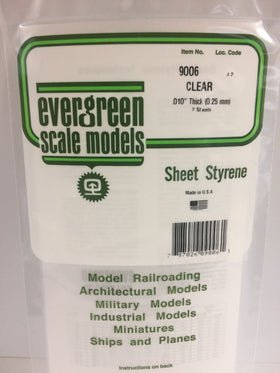 Item No. Loc. Code
9006
CLEAR
.010" Thick (0.25 mm)
evergreen
scale models
Sheet Styrene
Made in U.S.A
Model Railroading
Architectural Models
Military Models
Industrial Models
Miniatures
Ships and Planes
Instructions on back